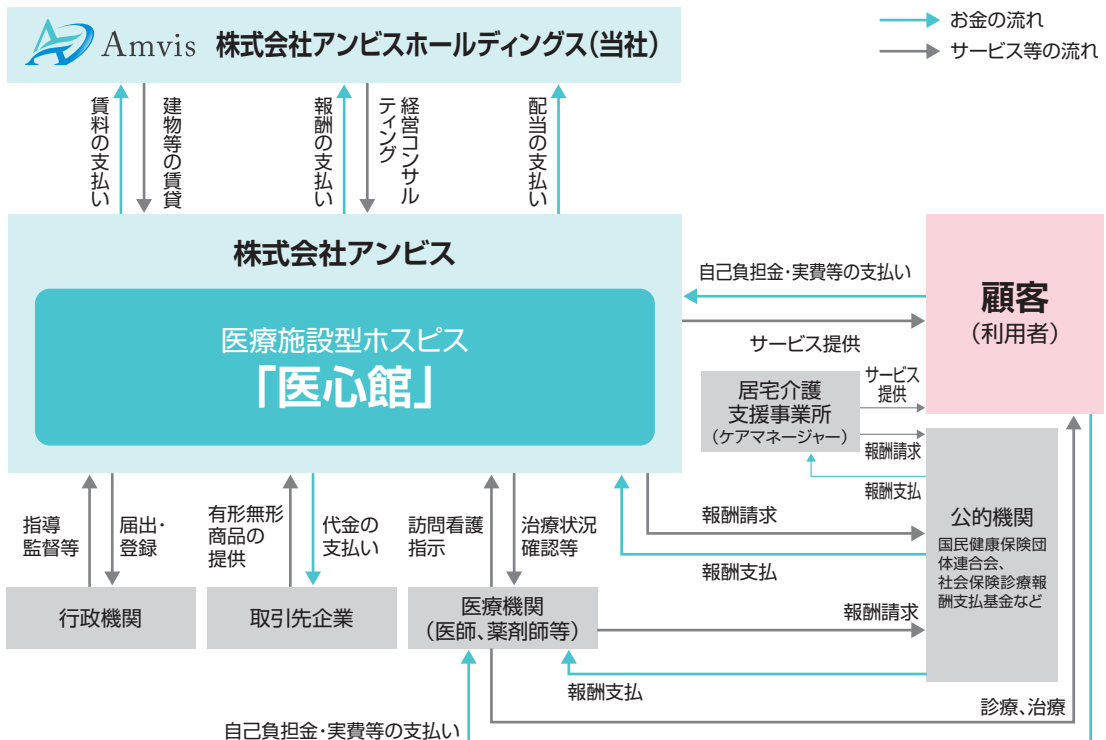 Amvis 株式会社アンビスホールディングス(当社)
お金の流れ
サービス等の流れ
賃料の支払い
建物等の賃貸
報酬の支払い
経営コンサル
ティング
配当の支払い
株式会社アンビス
医療施設型ホスピス
「医心館」
自己負担金・実費等の支払い
サービス提供
顧客
(利用者)
居宅介護
支援事業所
(ケアマネージャー)
サービス
提供
報酬請求
報酬支払
公的機関
国民健康保険団
体連合会、
社会保険診療報
酬支払基金など
報酬請求
報酬支払
指導
監督等
届出・
登録
有形無形
商品の
提供
代金の
支払い
訪問看護
指示
治療状況
確認等
行政機関
取引先企業
医療機関
(医師、薬剤師等)
報酬請求
報酬支払
診療、治療
自己負担金・実費等の支払い